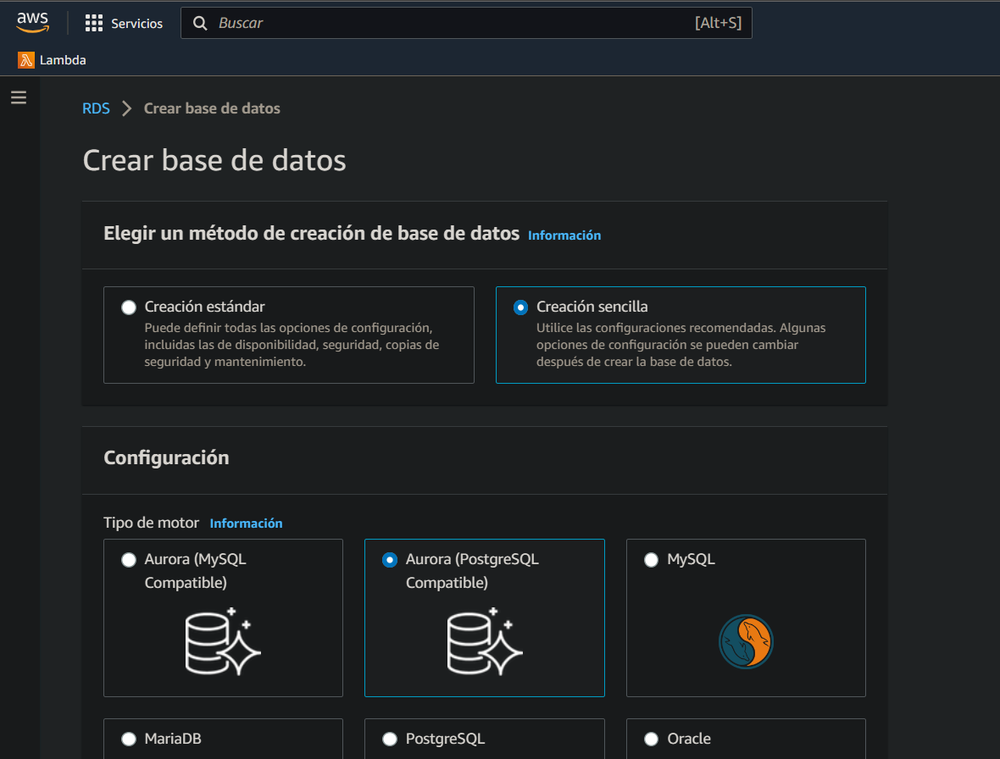 aws
Servicios
Buscar
[Alt+S]
Lambda
RDS
Crear base de datos
Crear base de datos
Elegir un método de creación de base de datos Información
Creación estándar
Puede definir todas las opciones de configuración,
incluidas las de disponibilidad, seguridad, copias de
seguridad y mantenimiento.
Creación sencilla
Utilice las configuraciones recomendadas. Algunas
opciones de configuración se pueden cambiar
después de crear la base de datos.
Configuración
Tipo de motor Información
Aurora (MySQL
Compatible)
Aurora (PostgreSQL
Compatible)
MySQL
MariaDB
PostgreSQL
Oracle